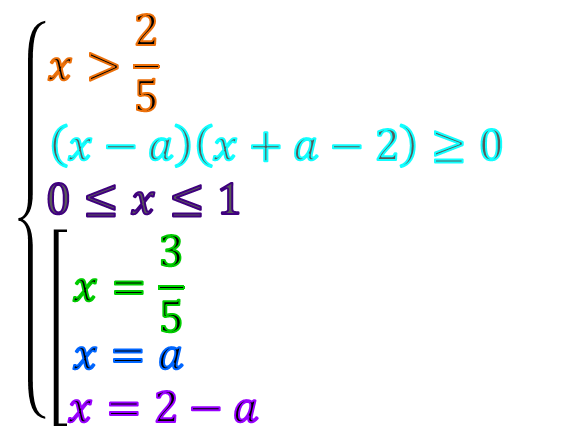 x > 2/5
(x − a)(x + a − 2) ≥ 0
0 ≤ x ≤ 1
x = 3/5
x = a
x = 2 − a